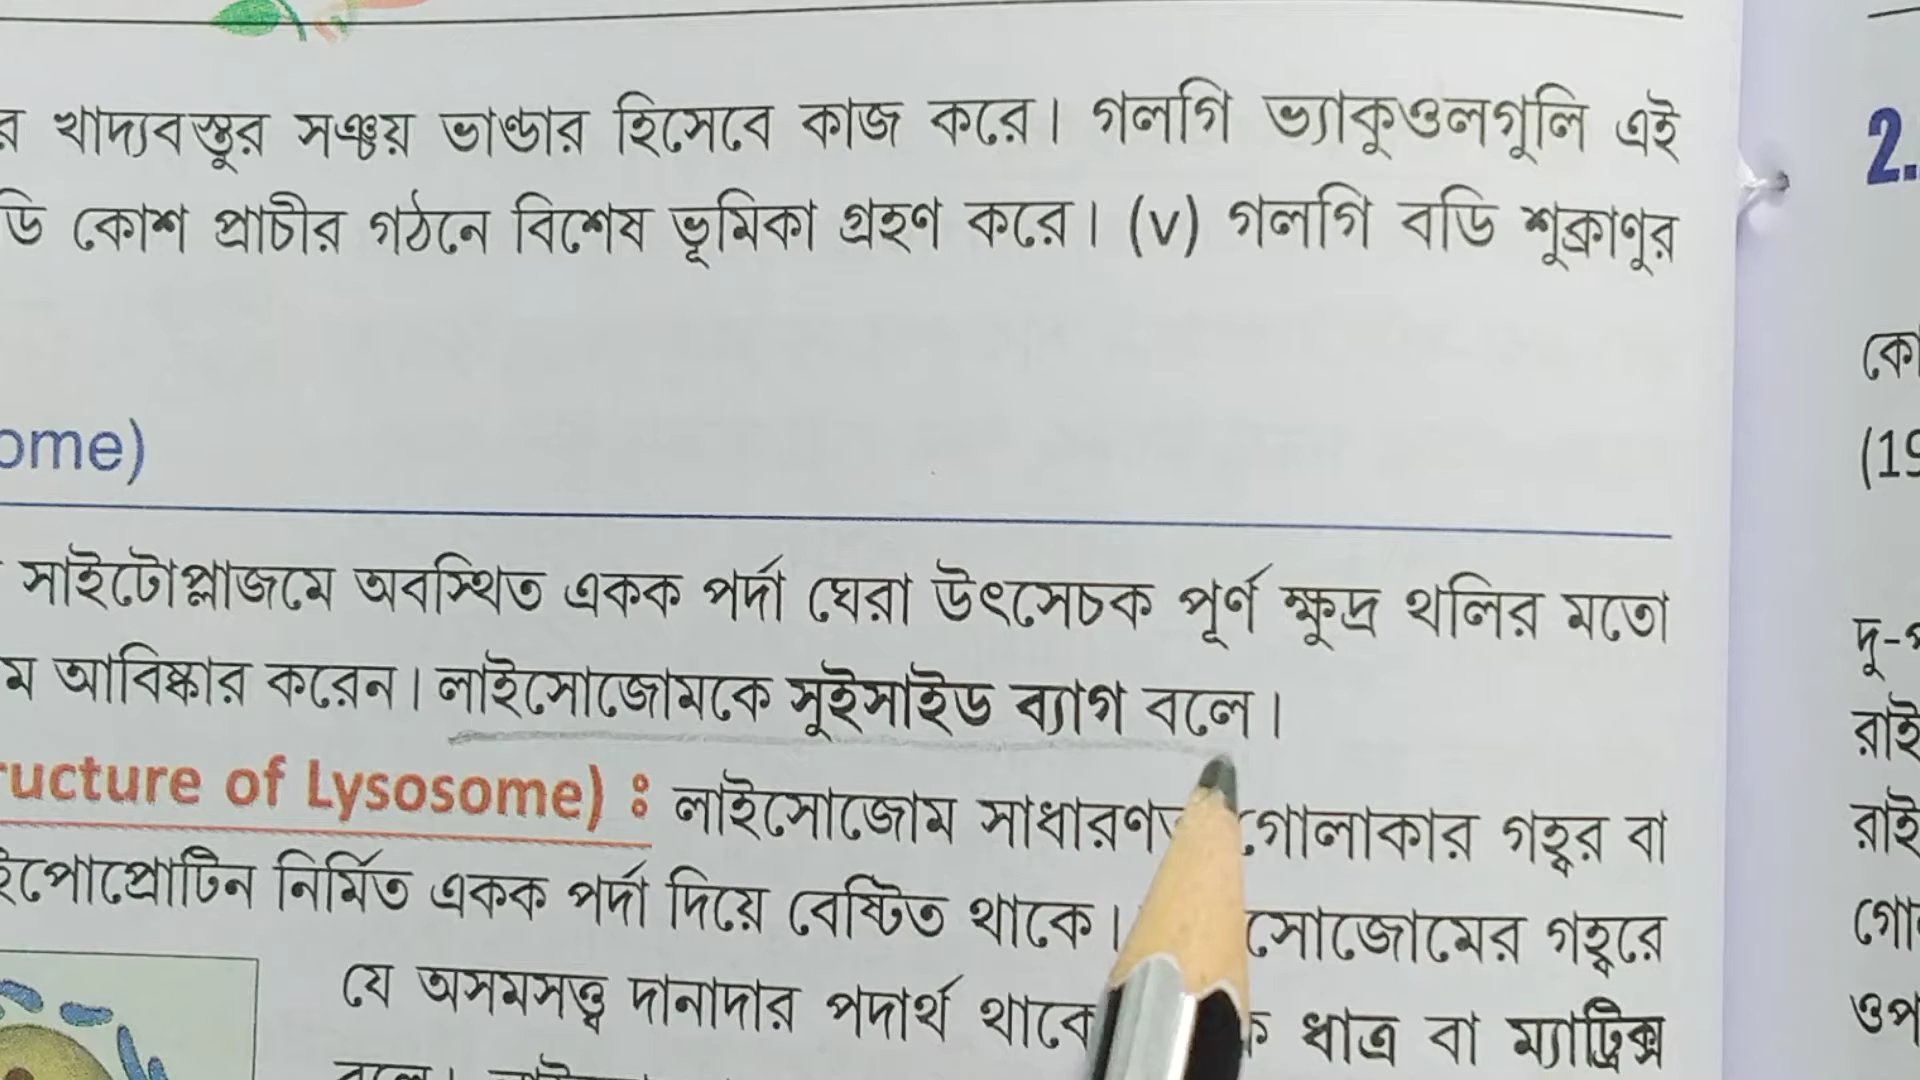 র খাদ্যবস্তুর সঞ্চয় ভাণ্ডার হিসেবে কাজ করে। গলগি ভ্যাকুওলগুলি এই
ডি কোশ প্রাচীর গঠনে বিশেষ ভূমিকা গ্রহণ করে। (v) গলগি বডি শুক্রাণুর
ome)
সাইটোপ্লাজমে অবস্থিত একক পর্দা ঘেরা উৎসেচক পূর্ণ ক্ষুদ্র থলির মতো
ম আবিষ্কার করেন। লাইসোজোমকে সুইসাইড ব্যাগ বলে।
ructure of Lysosome) ঃ লাইসোজোম সাধারণত গোলাকার গহ্বর বা
ইপোপ্রোটিন নির্মিত একক পর্দা দিয়ে বেষ্টিত থাকে। সোজোমের গহ্বরে
যে অসমসত্ত্ব দানাদার পদার্থ থাকে ধাত্র বা ম্যাট্রিক্স
2.
কো
(19
দু-প
রাই
রাই
গো
ওপ